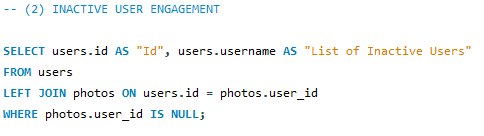 -- (2) INACTIVE USER ENGAGEMENT
SELECT users.id AS "Id", users.username AS "List of Inactive Users"
FROM users
LEFT JOIN photos ON users.id = photos.user_id
WHERE photos.user_id IS NULL;